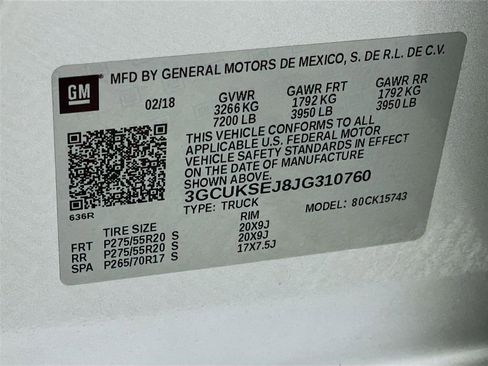 GM
MFD BY GENERAL MOTORS DE MEXICO, S. DE R.L. DE C.V.
02/18 GVWR GAWR FRT GAWR RR
3266 KG 1792 KG 1792 KG
7200 LB 3950 LB 3950 LB
THIS VEHICLE CONFORMS TO ALL
APPLICABLE U.S. FEDERAL MOTOR
VEHICLE SAFETY STANDARDS IN EFFECT
ON THE DATE OF MANUFACTURE
3GCUKSEJ8JG310760
636R
TYPE: TRUCK MODEL: 80CK15743
TIRE SIZE RIM
FRT P275/55R20 S 20X9J
RR P275/55R20 S 20X9J
SPA P265/70R17 S 17X7.5J